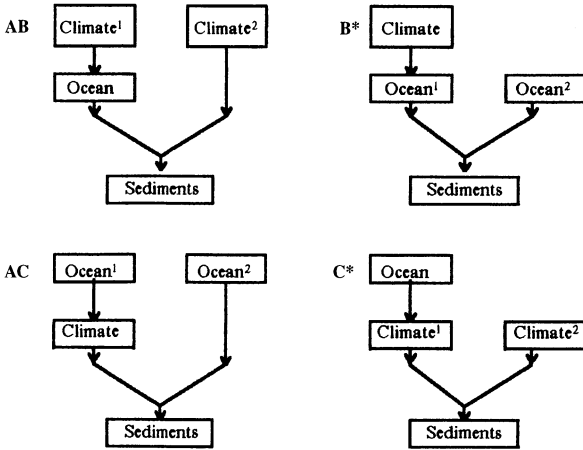 AB
Climate¹
Climate²
Ocean
Sediments
B*
Climate
Ocean¹
Ocean²
Sediments
AC
Ocean¹
Ocean²
Climate
Sediments
C*
Ocean
Climate¹
Climate²
Sediments